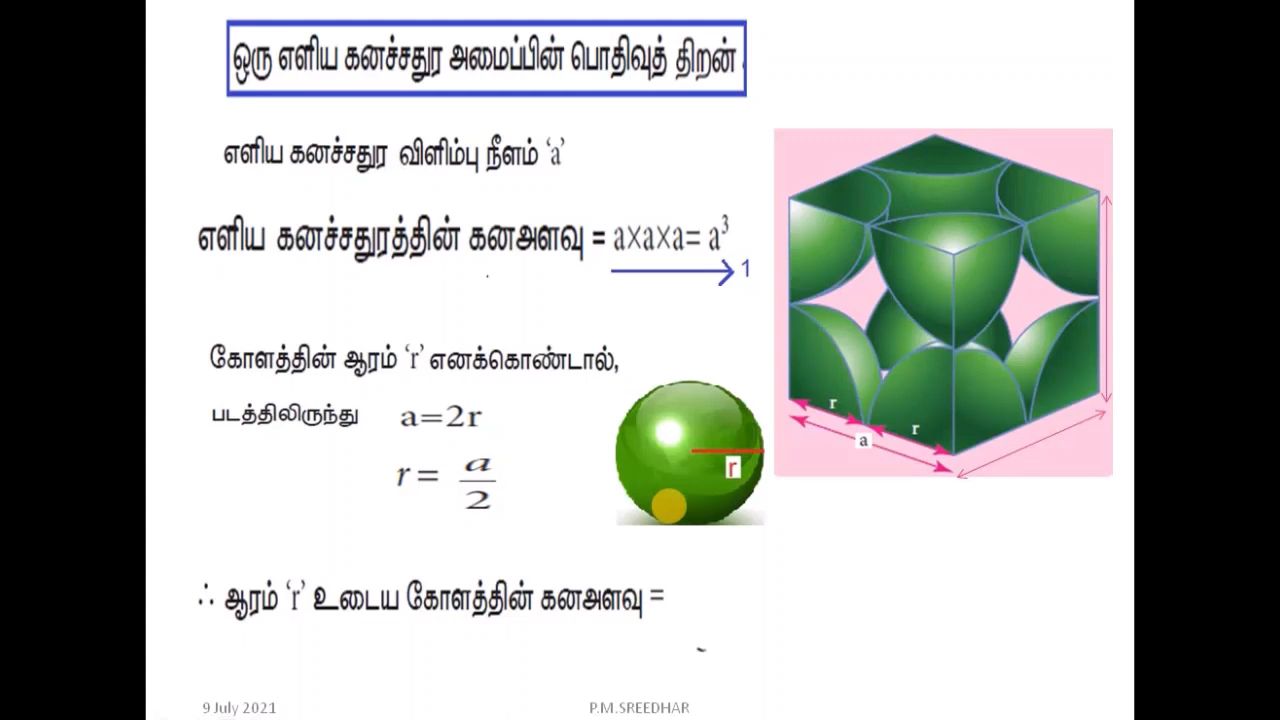 ஒரு எளிய கனச்சதுர அமைப்பின் பொதிவுத் திறன்
எளிய கனச்சதுர விளிம்பு நீளம் ‘a’
எளிய கனச்சதுரத்தின் கனஅளவு = a×a×a= a³
1
கோளத்தின் ஆரம் ‘r’ எனக்கொண்டால்,
படத்திலிருந்து a=2r
r = a/2
r
r
r
a
∴ ஆரம் ‘r’ உடைய கோளத்தின் கனஅளவு =
9 July 2021
P.M.SREEDHAR